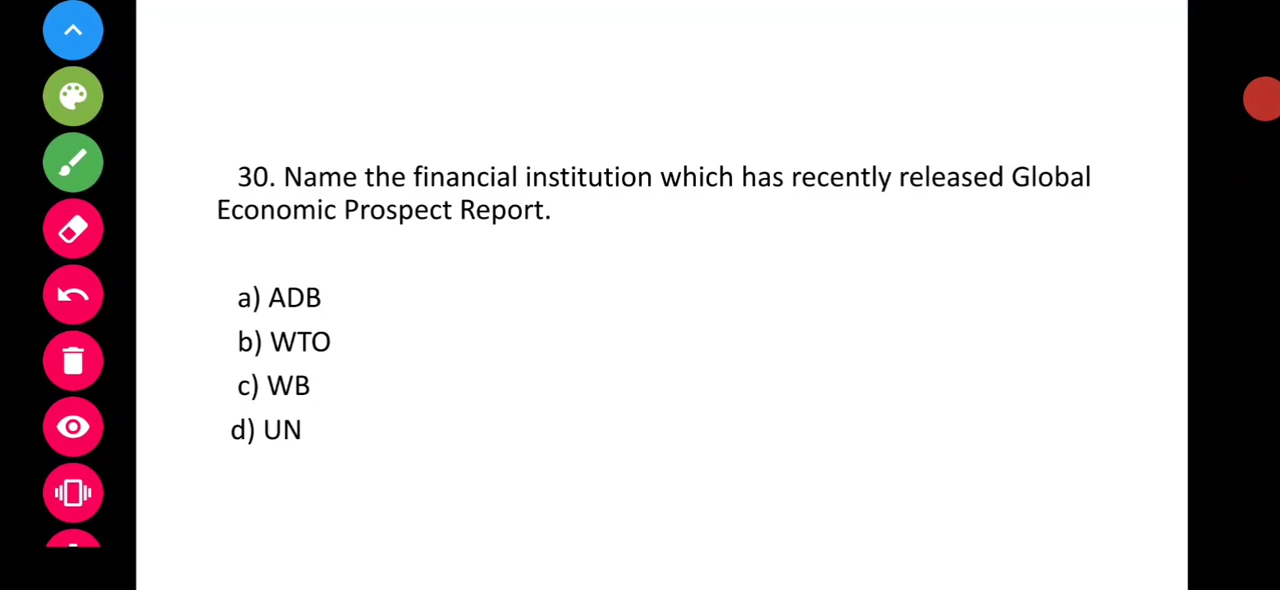 30. Name the financial institution which has recently released Global
Economic Prospect Report.
a) ADB
b) WTO
c) WB
d) UN